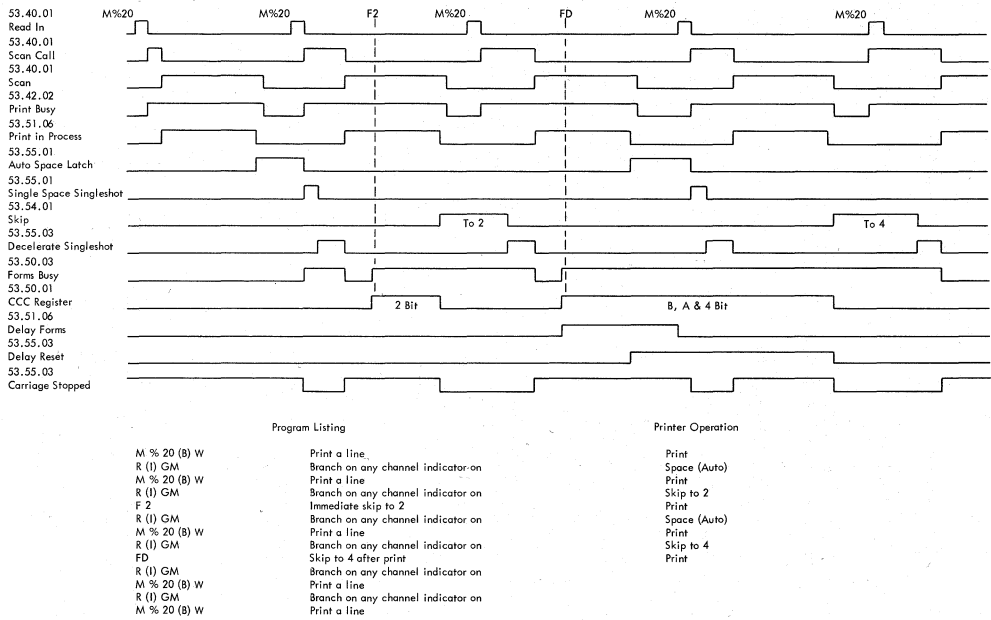 53.40.01 M%20 M%20 F2 M%20 FD M%20 M%20
Read In
53.40.01
Scan Call
53.40.01
Scan
53.42.02
Print Busy
53.51.06
Print in Process
53.55.01
Auto Space Latch
53.55.01
Single Space Singleshot
53.54.01
Skip To 2 To 4
53.55.03
Decelerate Singleshot
53.50.03
Forms Busy
53.50.01
CCC Register 2 Bit B, A & 4 Bit
53.51.06
Delay Forms
53.55.03
Delay Reset
53.55.03
Carriage Stopped
Program Listing Printer Operation
M % 20 (B) W Print a line Print
R (I) GM Branch on any channel indicator on Space (Auto)
M % 20 (B) W Print a line Print
R (I) GM Branch on any channel indicator on Skip to 2
F 2 Immediate skip to 2 Print
R (I) GM Branch on any channel indicator on Space (Auto)
M % 20 (B) W Print a line Print
R (I) GM Branch on any channel indicator on Skip to 4
FD Skip to 4 after print Print
R (I) GM Branch on any channel indicator on
M % 20 (B) W Print a line
R (I) GM Branch on any channel indicator on
M % 20 (B) W Print a line